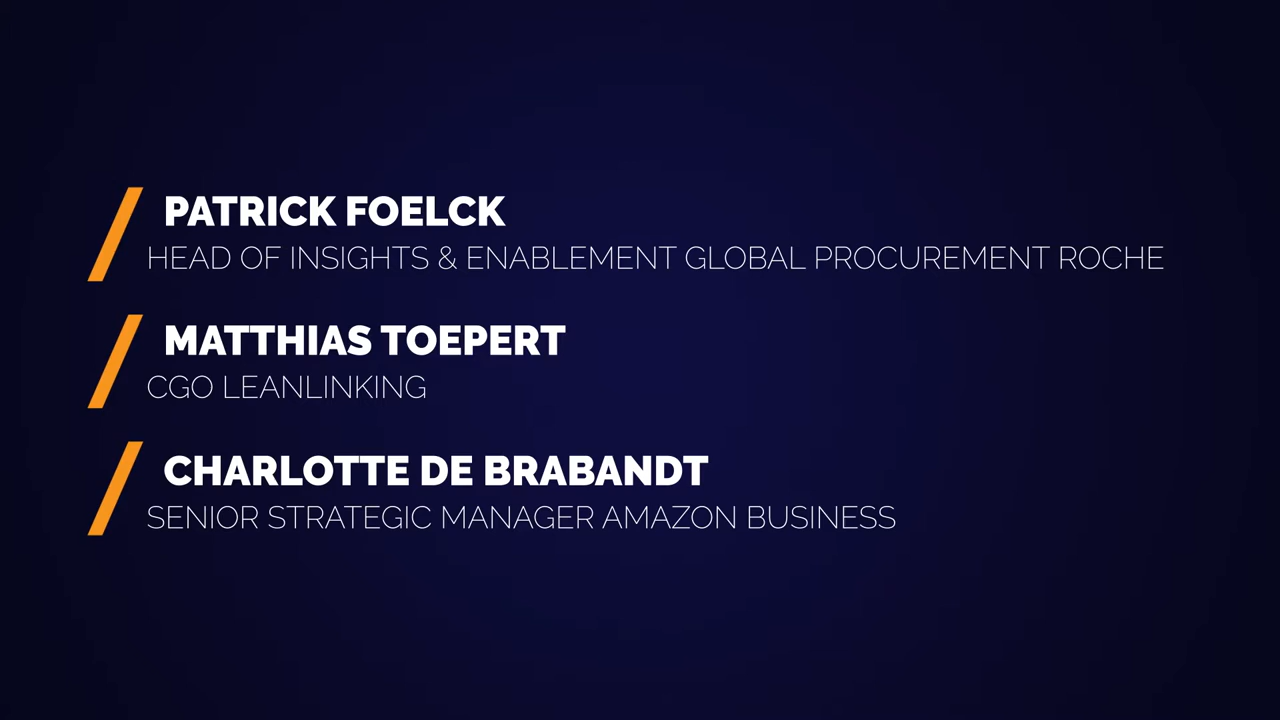 PATRICK FOELCK
HEAD OF INSIGHTS & ENABLEMENT GLOBAL PROCUREMENT ROCHE
MATTHIAS TOEPERT
CGO LEANLINKING
CHARLOTTE DE BRABANDT
SENIOR STRATEGIC MANAGER AMAZON BUSINESS